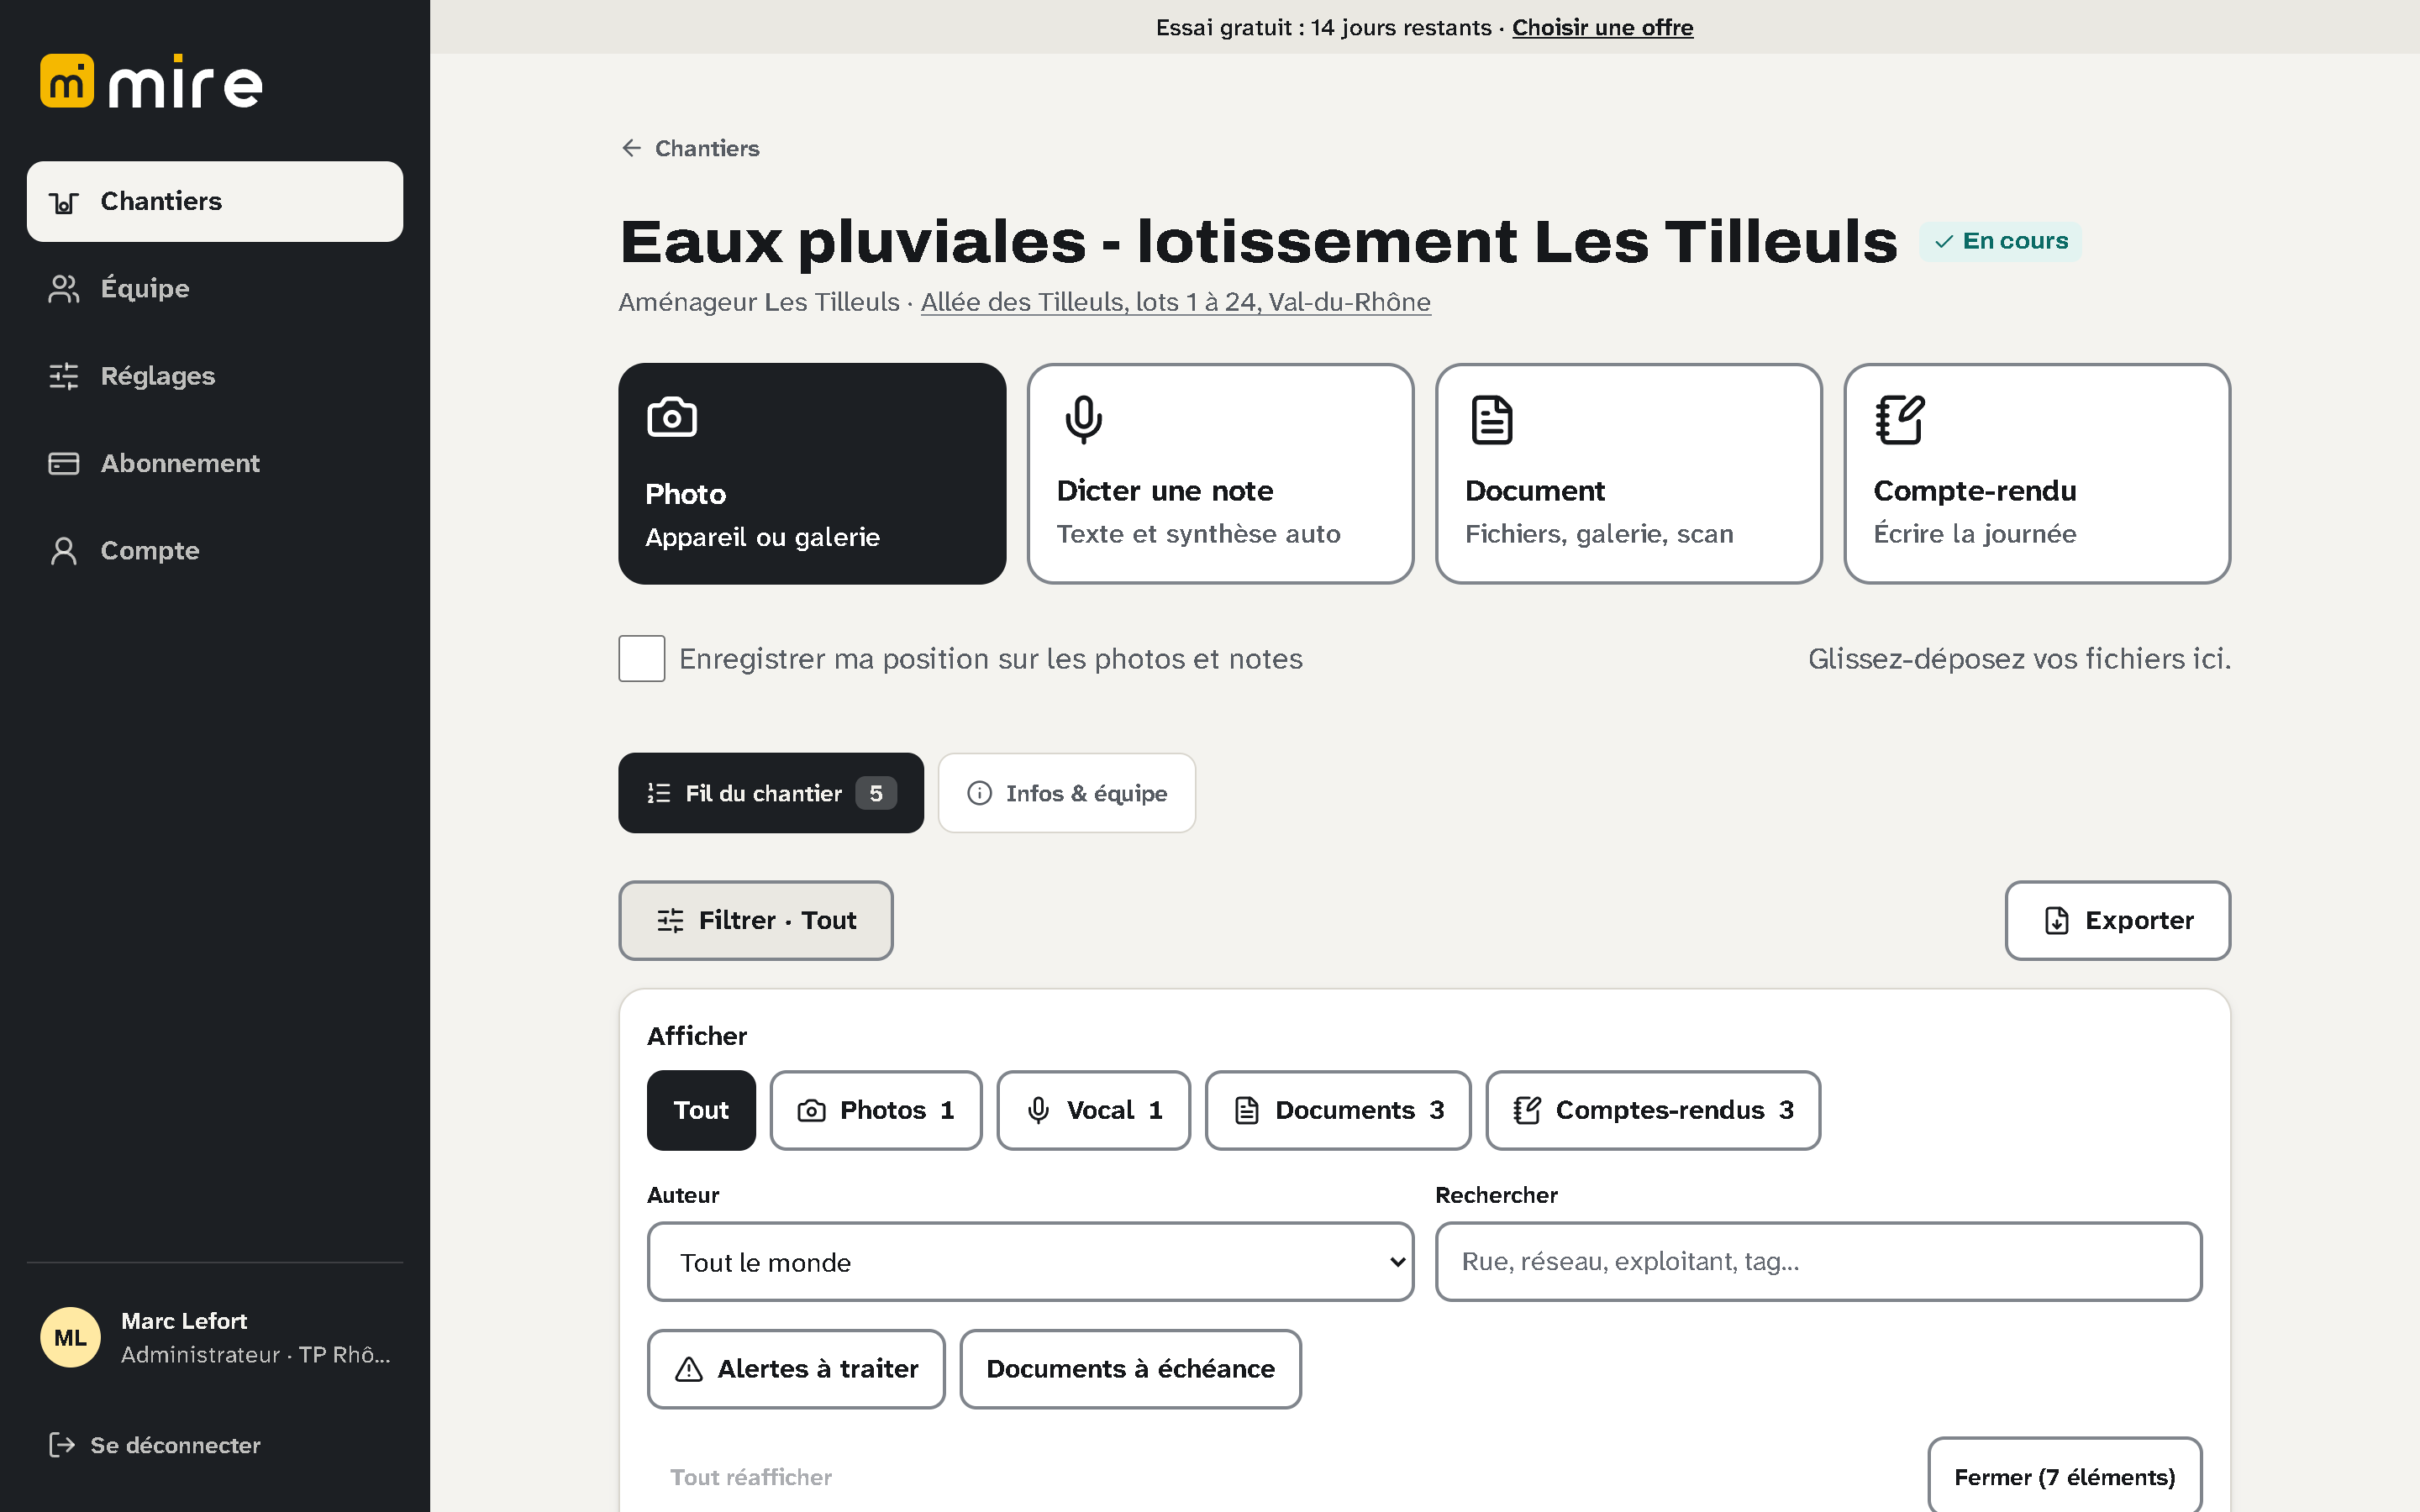 mire
Chantiers
Équipe
Réglages
Abonnement
Compte
ML
Marc Lefort
Administrateur · TP Rhô...
Se déconnecter
Essai gratuit : 14 jours restants · Choisir une offre
Chantiers
Eaux pluviales - lotissement Les Tilleuls
En cours
Aménageur Les Tilleuls · Allée des Tilleuls, lots 1 à 24, Val-du-Rhône
Photo
Appareil ou galerie
Dicter une note
Texte et synthèse auto
Document
Fichiers, galerie, scan
Compte-rendu
Écrire la journée
Enregistrer ma position sur les photos et notes
Glissez-déposez vos fichiers ici.
Fil du chantier 5
Infos & équipe
Filtrer · Tout
Exporter
Afficher
Tout
Photos 1
Vocal 1
Documents 3
Comptes-rendus 3
Auteur
Tout le monde
Rechercher
Rue, réseau, exploitant, tag...
Alertes à traiter
Documents à échéance
Tout réafficher
Fermer (7 éléments)